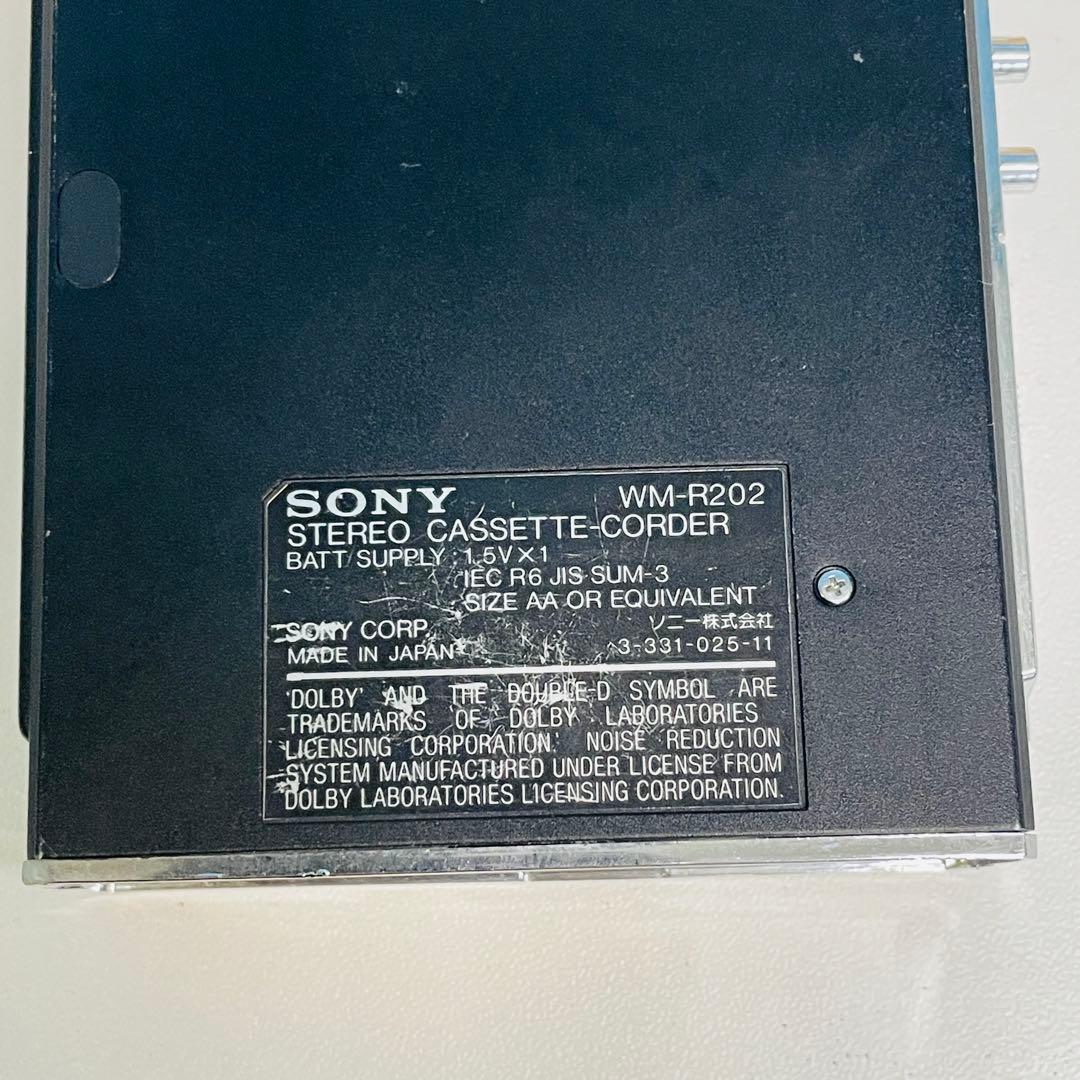 SONY WM-R202
STEREO CASSETTE-CORDER
BATT SUPPLY : 1.5V×1
IEC R6 JIS SUM-3
SIZE AA OR EQUIVALENT
SONY CORP. ソニー株式会社
MADE IN JAPAN 3-331-025-11
'DOLBY' AND THE DOUBLE-D SYMBOL ARE
TRADEMARKS OF DOLBY LABORATORIES
LICENSING CORPORATION. NOISE REDUCTION
SYSTEM MANUFACTURED UNDER LICENSE FROM
DOLBY LABORATORIES LICENSING CORPORATION.